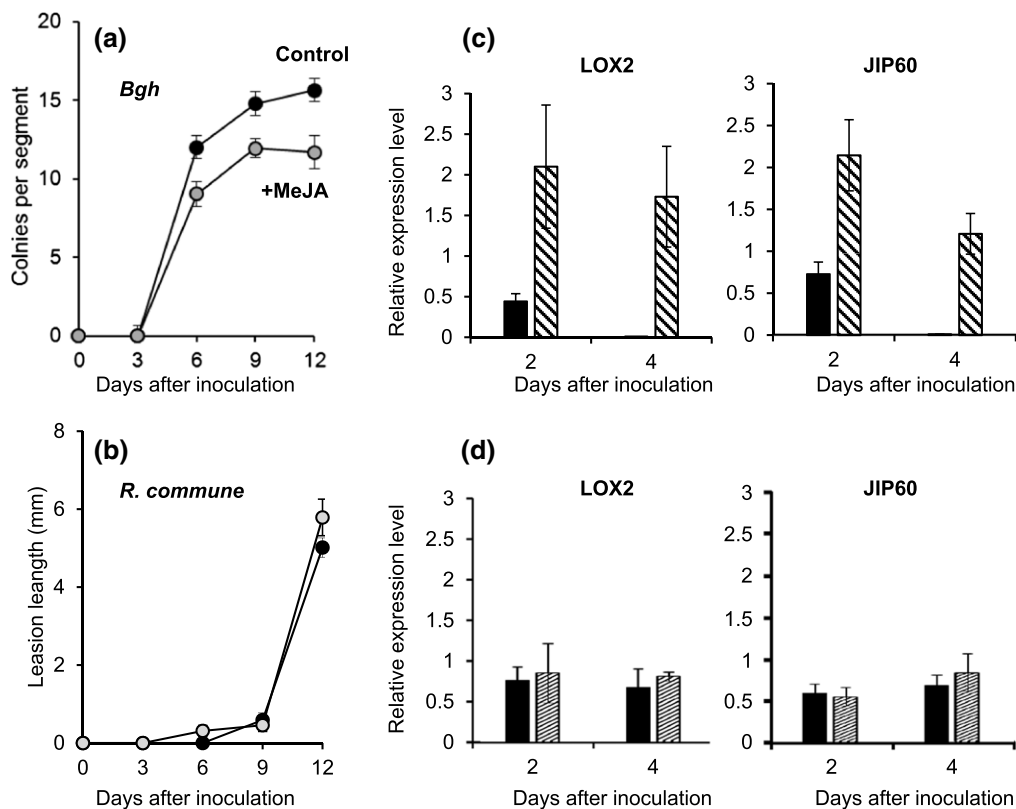 (a)
Bgh
Control
+MeJA
Colnies per segment
20
15
10
5
0
0 3 6 9 12
Days after inoculation
(c)
LOX2
Relative expression level
3
2.5
2
1.5
1
0.5
0
2 4
Days after inoculation
JIP60
3
2.5
2
1.5
1
0.5
0
2 4
Days after inoculation
(b)
R. commune
Leasion leangth (mm)
8
6
4
2
0
0 3 6 9 12
Days after inoculation
(d)
LOX2
Relative expression level
3
2.5
2
1.5
1
0.5
0
2 4
Days after inoculation
JIP60
3
2.5
2
1.5
1
0.5
0
2 4
Days after inoculation